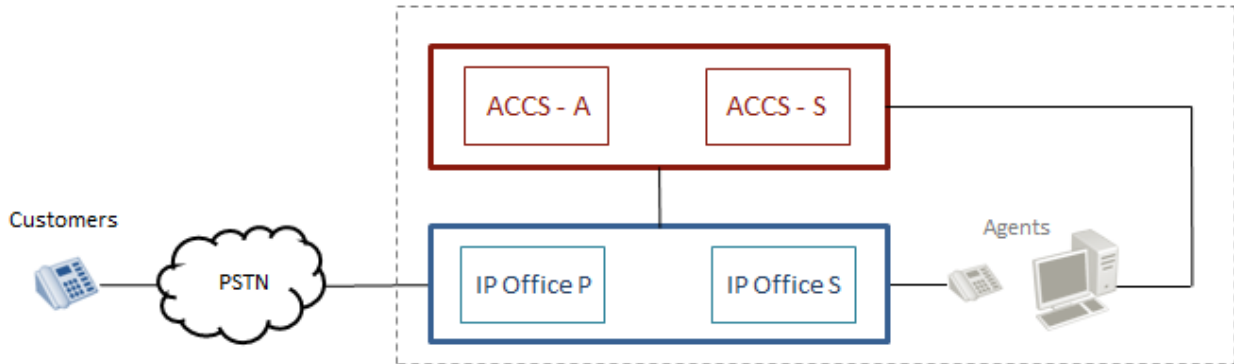 ACCS - A
ACCS - S
Customers
PSTN
IP Office P
IP Office S
Agents